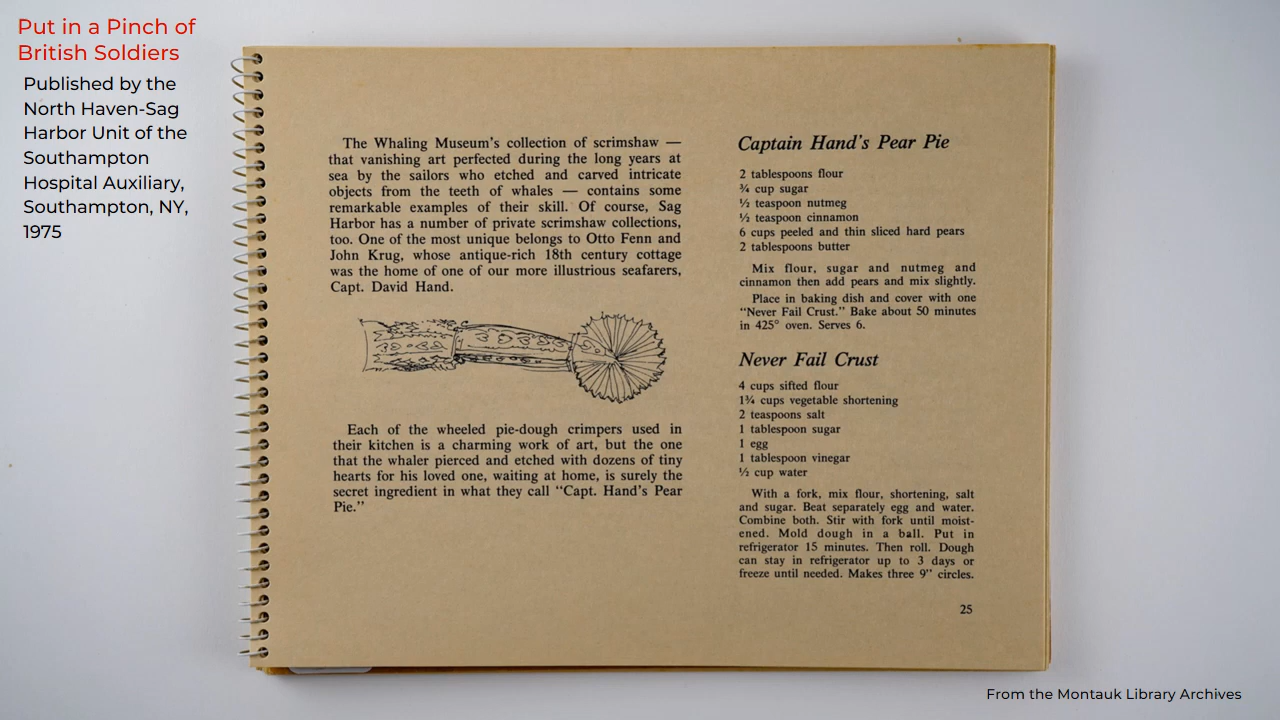 Put in a Pinch of
British Soldiers
Published by the
North Haven-Sag
Harbor Unit of the
Southampton
Hospital Auxiliary,
Southampton, NY,
1975
The Whaling Museum's collection of scrimshaw —
that vanishing art perfected during the long years at
sea by the sailors who etched and carved intricate
objects from the teeth of whales — contains some
remarkable examples of their skill. Of course, Sag
Harbor has a number of private scrimshaw collections,
too. One of the most unique belongs to Otto Fenn and
John Krug, whose antique-rich 18th century cottage
was the home of one of our more illustrious seafarers,
Capt. David Hand.
Each of the wheeled pie-dough crimpers used in
their kitchen is a charming work of art, but the one
that the whaler pierced and etched with dozens of tiny
hearts for his loved one, waiting at home, is surely the
secret ingredient in what they call "Capt. Hand's Pear
Pie."
Captain Hand's Pear Pie
2 tablespoons flour
¾ cup sugar
½ teaspoon nutmeg
½ teaspoon cinnamon
6 cups peeled and thin sliced hard pears
2 tablespoons butter
Mix flour, sugar and nutmeg and
cinnamon then add pears and mix slightly.
Place in baking dish and cover with one
"Never Fail Crust." Bake about 50 minutes
in 425° oven. Serves 6.
Never Fail Crust
4 cups sifted flour
1¾ cups vegetable shortening
2 teaspoons salt
1 tablespoon sugar
1 egg
1 tablespoon vinegar
½ cup water
With a fork, mix flour, shortening, salt
and sugar. Beat separately egg and water.
Combine both. Stir with fork until moist-
ened. Mold dough in a ball. Put in
refrigerator 15 minutes. Then roll. Dough
can stay in refrigerator up to 3 days or
freeze until needed. Makes three 9" circles.
25
From the Montauk Library Archives